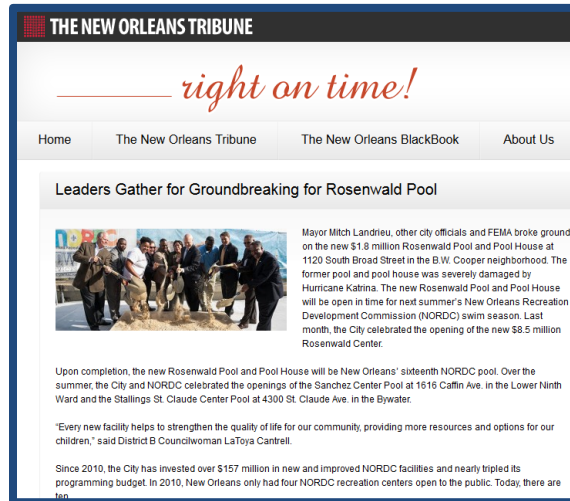 THE NEW ORLEANS TRIBUNE
right on time!
Home The New Orleans Tribune The New Orleans BlackBook About Us
Leaders Gather for Groundbreaking for Rosenwald Pool
Mayor Mitch Landrieu, other city officials and FEMA broke ground
on the new $1.8 million Rosenwald Pool and Pool House at
1120 South Broad Street in the B.W. Cooper neighborhood. The
former pool and pool house was severely damaged by
Hurricane Katrina. The new Rosenwald Pool and Pool House
will be open in time for next summer's New Orleans Recreation
Development Commission (NORDC) swim season. Last
month, the City celebrated the opening of the new $8.5 million
Rosenwald Center.
Upon completion, the new Rosenwald Pool and Pool House will be New Orleans' sixteenth NORDC pool. Over the
summer, the City and NORDC celebrated the openings of the Sanchez Center Pool at 1616 Caffin Ave. in the Lower Ninth
Ward and the Stallings St. Claude Center Pool at 4300 St. Claude Ave. in the Bywater.
“Every new facility helps to strengthen the quality of life for our community, providing more resources and options for our
children,” said District B Councilwoman LaToya Cantrell.
Since 2010, the City has invested over $157 million in new and improved NORDC facilities and nearly tripled its
programming budget. In 2010, New Orleans only had four NORDC recreation centers open to the public. Today, there are
ten